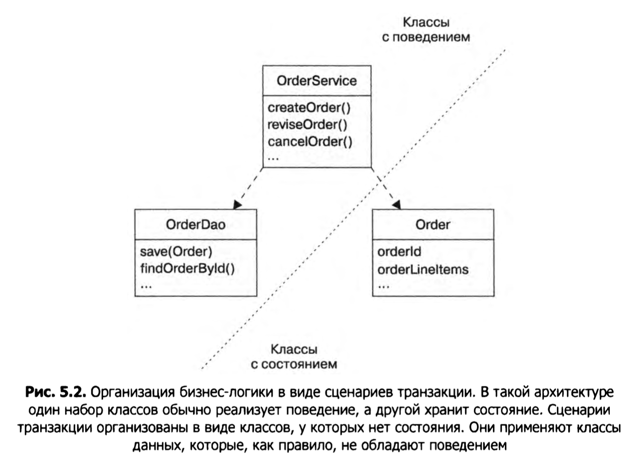 Классы
с поведением
OrderService
createOrder()
reviseOrder()
cancelOrder()
...
OrderDao
save(Order)
findOrderById()
...
Order
orderId
orderLineItems
...
Классы
с состоянием
Рис. 5.2. Организация бизнес-логики в виде сценариев транзакции. В такой архитектуре
один набор классов обычно реализует поведение, а другой хранит состояние. Сценарии
транзакции организованы в виде классов, у которых нет состояния. Они применяют классы
данных, которые, как правило, не обладают поведением